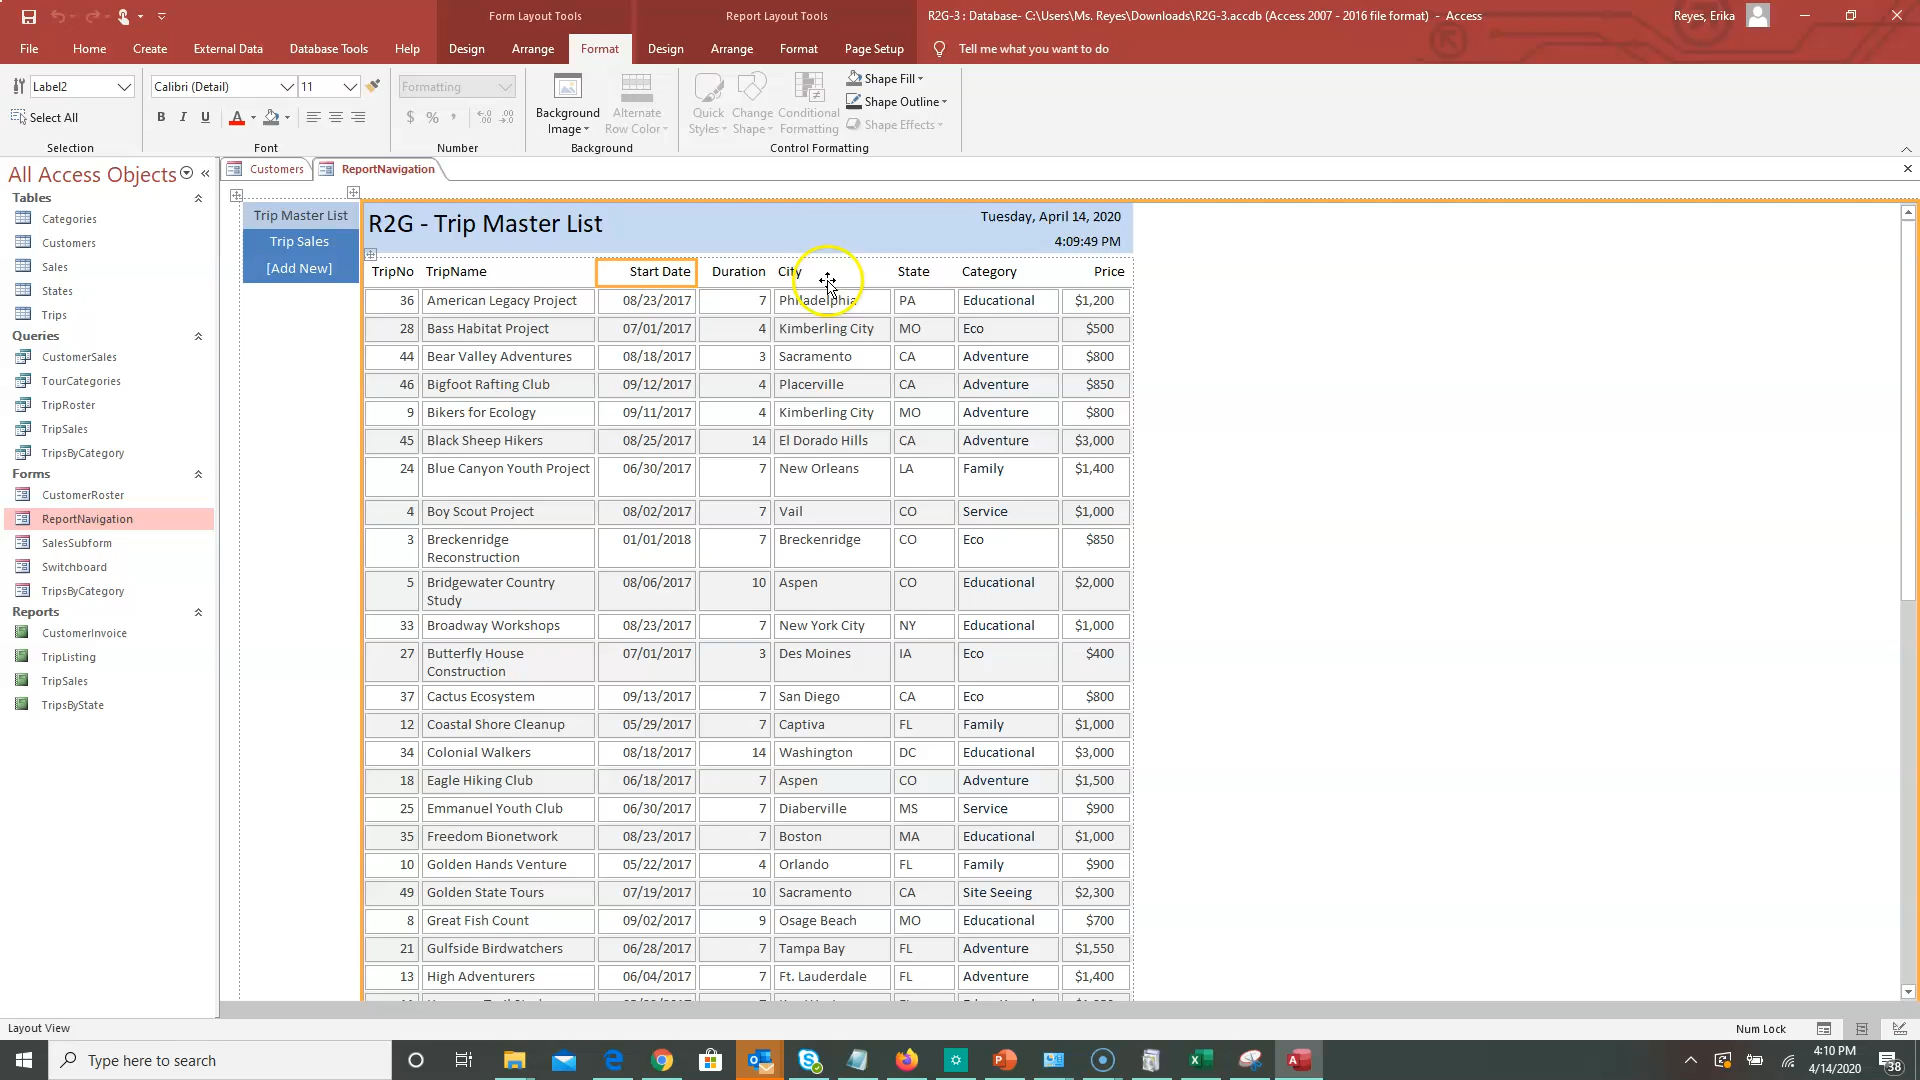 Form Layout Tools
Report Layout Tools
R2G-3 : Database- C:\Users\Ms. Reyes\Downloads\R2G-3.accdb (Access 2007 - 2016 file format) - Access
Reyes, Erika
File Home Create External Data Database Tools Help Design Arrange Format Design Arrange Format Page Setup Tell me what you want to do
Label2
Select All
Selection
Calibri (Detail) 11
B I U A
Font
Formatting
$ % ,
Number
Background Image
Alternate Row Color
Background
Quick Styles
Change Shape
Conditional Formatting
Shape Fill
Shape Outline
Shape Effects
Control Formatting
All Access Objects
Tables
Categories
Customers
Sales
States
Trips
Queries
CustomerSales
TourCategories
TripRoster
TripSales
TripsByCategory
Forms
CustomerRoster
ReportNavigation
SalesSubform
Switchboard
TripsByCategory
Reports
CustomerInvoice
TripListing
TripSales
TripsByState
Customers ReportNavigation
Trip Master List
Trip Sales
[Add New]
R2G - Trip Master List
Tuesday, April 14, 2020
4:09:49 PM
TripNo TripName Start Date Duration City State Category Price
36 American Legacy Project 08/23/2017 7 Philadelphia PA Educational $1,200
28 Bass Habitat Project 07/01/2017 4 Kimberling City MO Eco $500
44 Bear Valley Adventures 08/18/2017 3 Sacramento CA Adventure $800
46 Bigfoot Rafting Club 09/12/2017 4 Placerville CA Adventure $850
9 Bikers for Ecology 09/11/2017 4 Kimberling City MO Adventure $800
45 Black Sheep Hikers 08/25/2017 14 El Dorado Hills CA Adventure $3,000
24 Blue Canyon Youth Project 06/30/2017 7 New Orleans LA Family $1,400
4 Boy Scout Project 08/02/2017 7 Vail CO Service $1,000
3 Breckenridge Reconstruction 01/01/2018 7 Breckenridge CO Eco $850
5 Bridgewater Country Study 08/06/2017 10 Aspen CO Educational $2,000
33 Broadway Workshops 08/23/2017 7 New York City NY Educational $1,000
27 Butterfly House Construction 07/01/2017 3 Des Moines IA Eco $400
37 Cactus Ecosystem 09/13/2017 7 San Diego CA Eco $800
12 Coastal Shore Cleanup 05/29/2017 7 Captiva FL Family $1,000
34 Colonial Walkers 08/18/2017 14 Washington DC Educational $3,000
18 Eagle Hiking Club 06/18/2017 7 Aspen CO Adventure $1,500
25 Emmanuel Youth Club 06/30/2017 7 Diaberville MS Service $900
35 Freedom Bionetwork 08/23/2017 7 Boston MA Educational $1,000
10 Golden Hands Venture 05/22/2017 4 Orlando FL Family $900
49 Golden State Tours 07/19/2017 10 Sacramento CA Site Seeing $2,300
8 Great Fish Count 09/02/2017 9 Osage Beach MO Educational $700
21 Gulfside Birdwatchers 06/28/2017 7 Tampa Bay FL Adventure $1,550
13 High Adventurers 06/04/2017 7 Ft. Lauderdale FL Adventure $1,400
Layout View
Num Lock
Type here to search
4:10 PM
4/14/2020
38